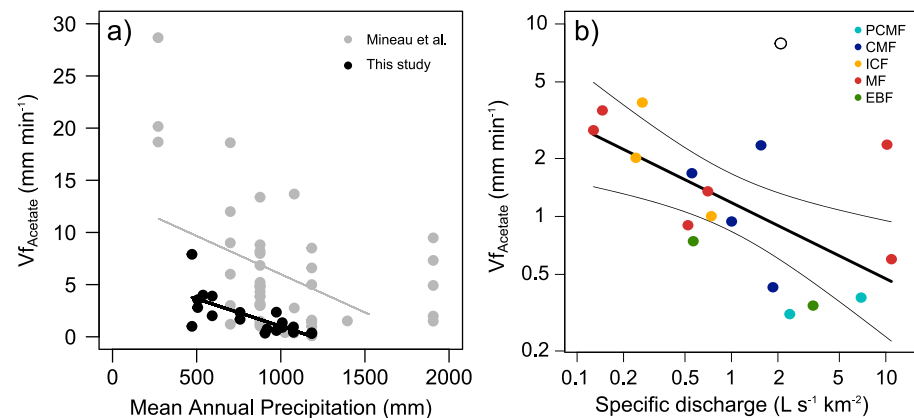 a)
30
25
20
15
10
5
0
Vf_Acetate (mm min⁻¹)
Mineau et al.
This study
0 500 1000 1500 2000
Mean Annual Precipitation (mm)
b)
10
5
2
1
0.5
0.2
Vf_Acetate (mm min⁻¹)
PCMF
CMF
ICF
MF
EBF
0.1 0.2 0.5 1 2 5 10
Specific discharge (L s⁻¹ km⁻²)